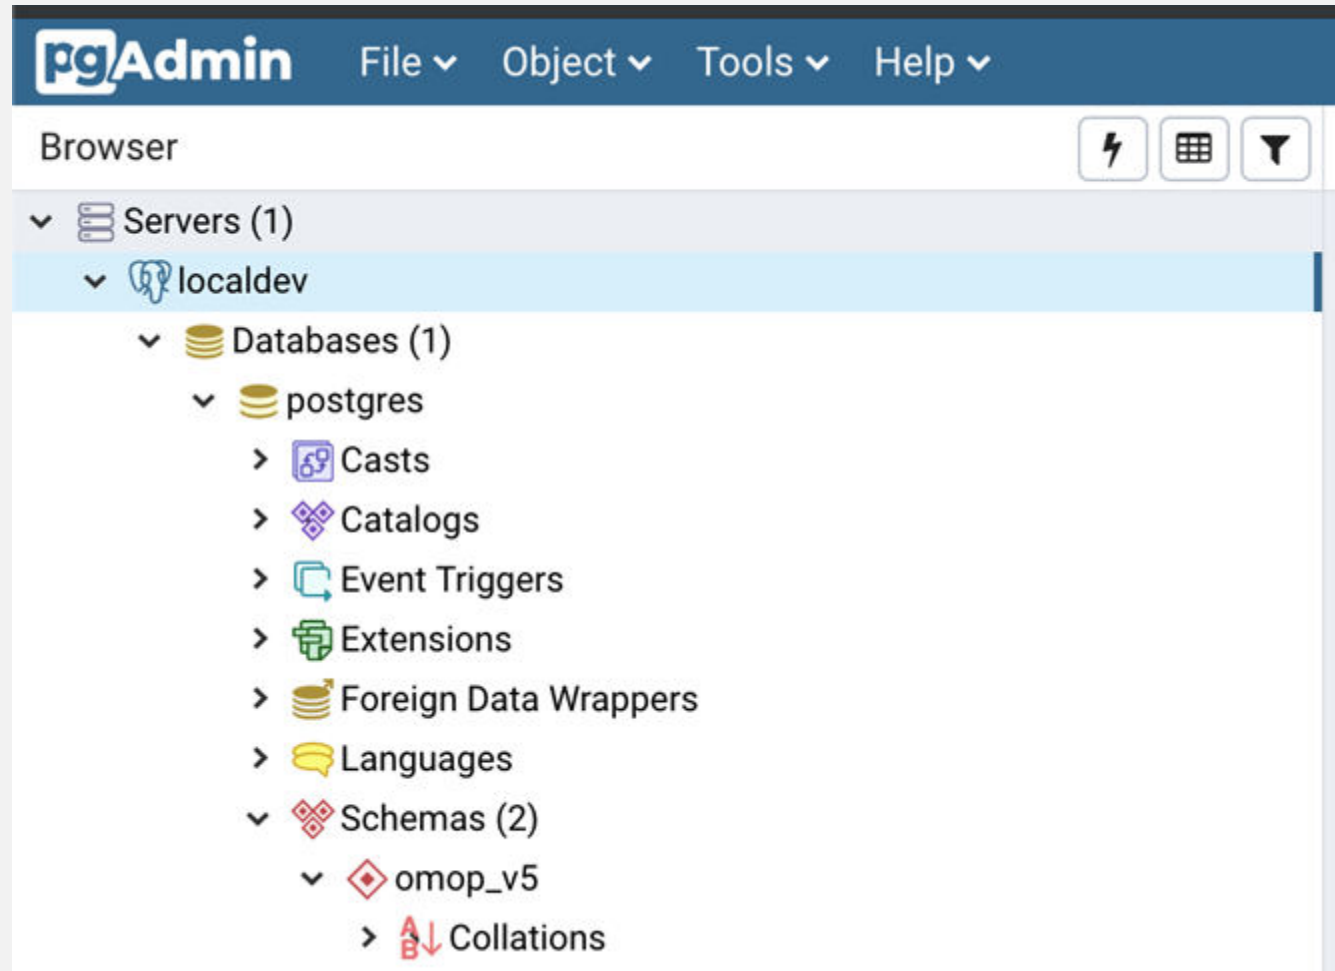 pgAdmin File Object Tools Help
Browser
Servers (1)
localdev
Databases (1)
postgres
Casts
Catalogs
Event Triggers
Extensions
Foreign Data Wrappers
Languages
Schemas (2)
omop_v5
Collations